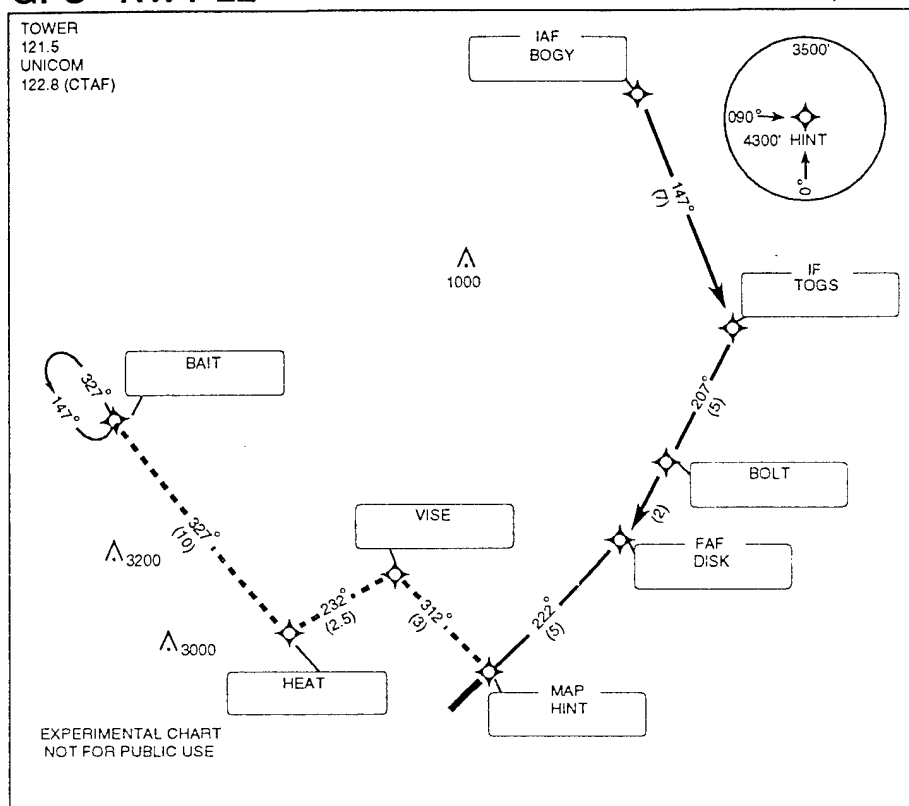 TOWER
121.5
UNICOM
122.8 (CTAF)
IAF
BOGY
3500'
090°
4300' HINT
0°
147°
(7)
1000
IF
TOGS
BAIT
327°
147°
207°
(5)
BOLT
VISE
(2)
327°
(10)
3200
FAF
DISK
232°
(2.5)
312°
(3)
222°
(5)
3000
HEAT
MAP
HINT
EXPERIMENTAL CHART
NOT FOR PUBLIC USE